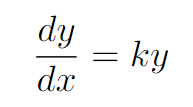 dy/dx = ky